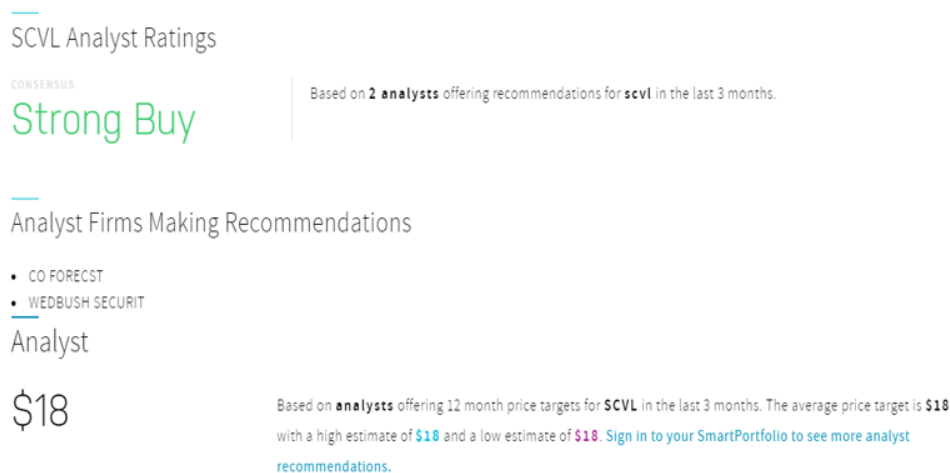 SCVL Analyst Ratings
CONSENSUS
Strong Buy
Based on 2 analysts offering recommendations for scvl in the last 3 months.
Analyst Firms Making Recommendations
• CO FORECST
• WEDBUSH SECURIT
Analyst
$18
Based on analysts offering 12 month price targets for SCVL in the last 3 months. The average price target is $18
with a high estimate of $18 and a low estimate of $18. Sign in to your SmartPortfolio to see more analyst
recommendations.